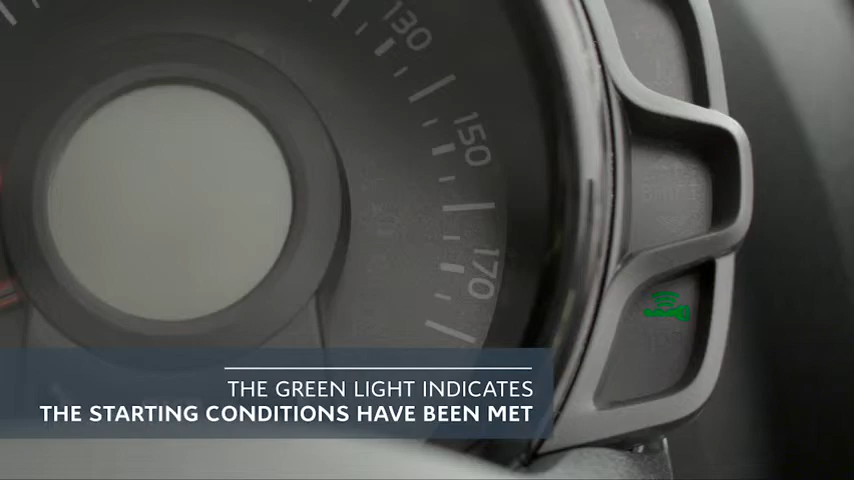 130
150
170
THE GREEN LIGHT INDICATES
THE STARTING CONDITIONS HAVE BEEN MET